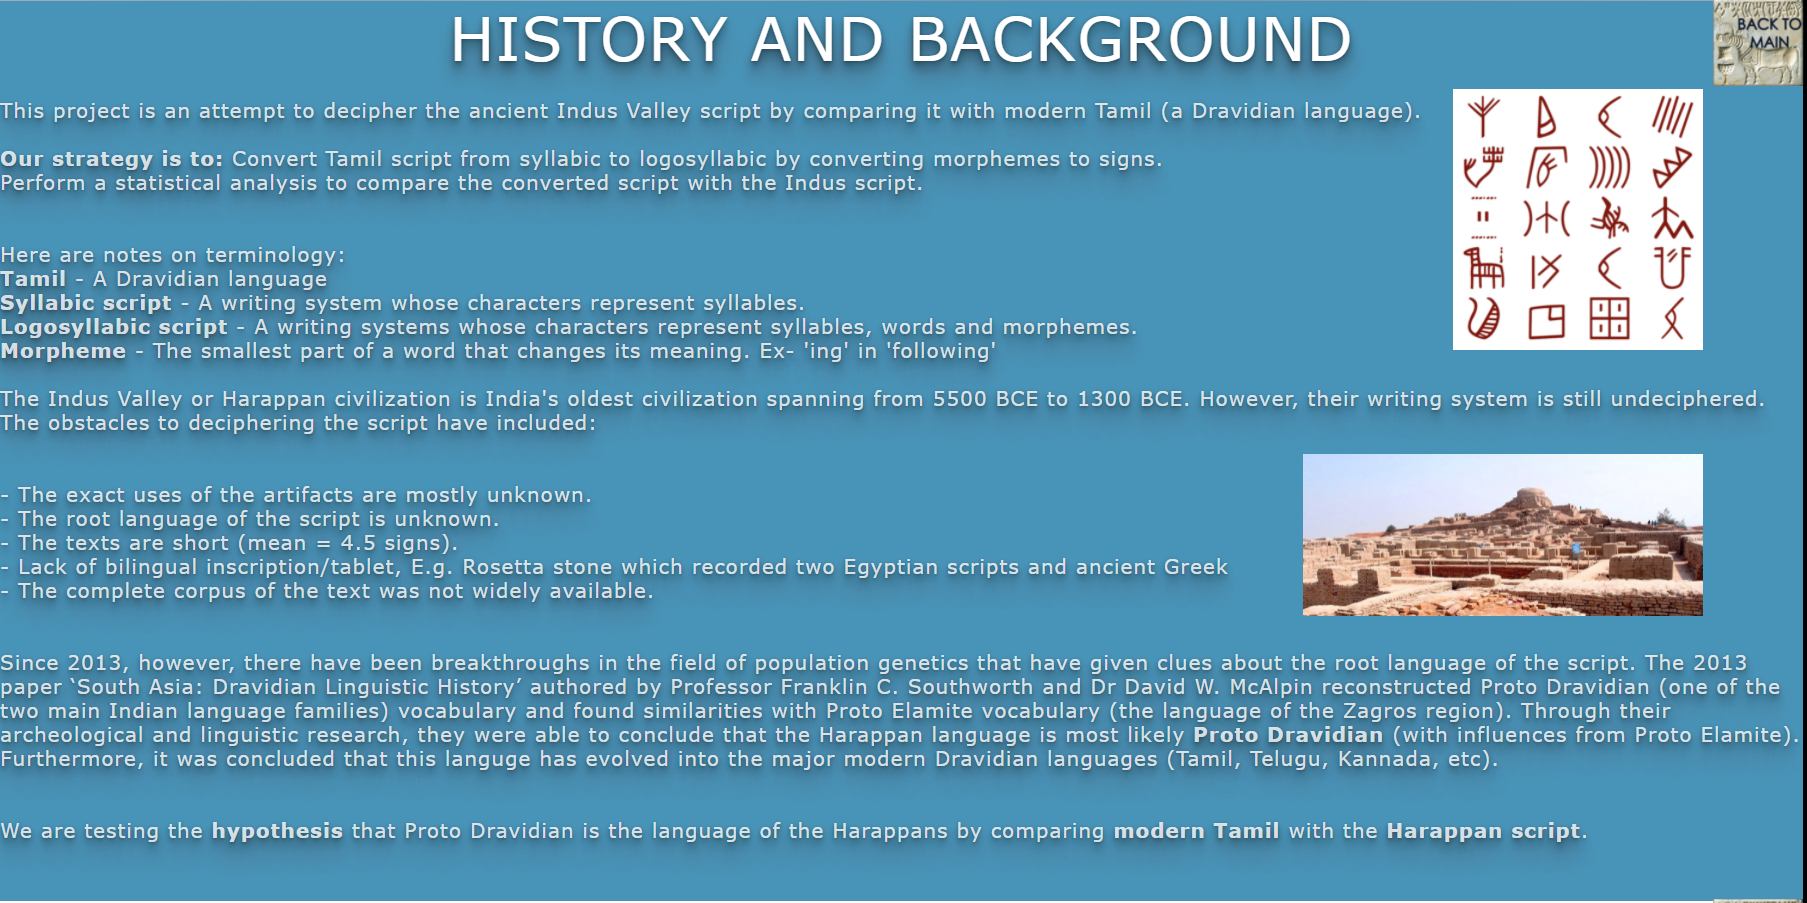 HISTORY AND BACKGROUND
BACK TO
MAIN
This project is an attempt to decipher the ancient Indus Valley script by comparing it with modern Tamil (a Dravidian language).
Our strategy is to: Convert Tamil script from syllabic to logosyllabic by converting morphemes to signs.
Perform a statistical analysis to compare the converted script with the Indus script.
Here are notes on terminology:
Tamil - A Dravidian language
Syllabic script - A writing system whose characters represent syllables.
Logosyllabic script - A writing systems whose characters represent syllables, words and morphemes.
Morpheme - The smallest part of a word that changes its meaning. Ex- 'ing' in 'following'
The Indus Valley or Harappan civilization is India's oldest civilization spanning from 5500 BCE to 1300 BCE. However, their writing system is still undeciphered.
The obstacles to deciphering the script have included:
- The exact uses of the artifacts are mostly unknown.
- The root language of the script is unknown.
- The texts are short (mean = 4.5 signs).
- Lack of bilingual inscription/tablet, E.g. Rosetta stone which recorded two Egyptian scripts and ancient Greek
- The complete corpus of the text was not widely available.
Since 2013, however, there have been breakthroughs in the field of population genetics that have given clues about the root language of the script. The 2013
paper ‘South Asia: Dravidian Linguistic History’ authored by Professor Franklin C. Southworth and Dr David W. McAlpin reconstructed Proto Dravidian (one of the
two main Indian language families) vocabulary and found similarities with Proto Elamite vocabulary (the language of the Zagros region). Through their
archeological and linguistic research, they were able to conclude that the Harappan language is most likely Proto Dravidian (with influences from Proto Elamite).
Furthermore, it was concluded that this languge has evolved into the major modern Dravidian languages (Tamil, Telugu, Kannada, etc).
We are testing the hypothesis that Proto Dravidian is the language of the Harappans by comparing modern Tamil with the Harappan script.